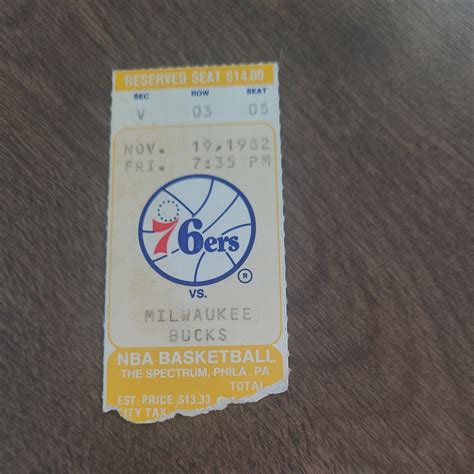 RESERVED SEAT $14.00
SEC ROW SEAT
V 03 05
NOV. 19,1982
FRI. 7:35 PM
76ers
®
VS.
MILWAUKEE
BUCKS
NBA BASKETBALL
THE SPECTRUM, PHILA., PA
TOTAL
EST. PRICE $13.33
CITY TAX